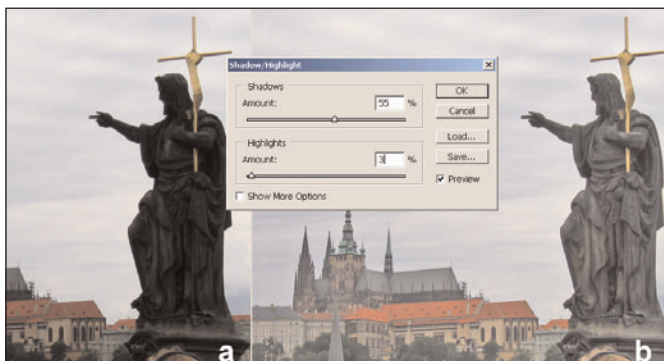 Shadow/Highlight
Shadows
Amount: 55 %
Highlights
Amount: 3 %
Show More Options
OK
Cancel
Load...
Save...
Preview
a
b